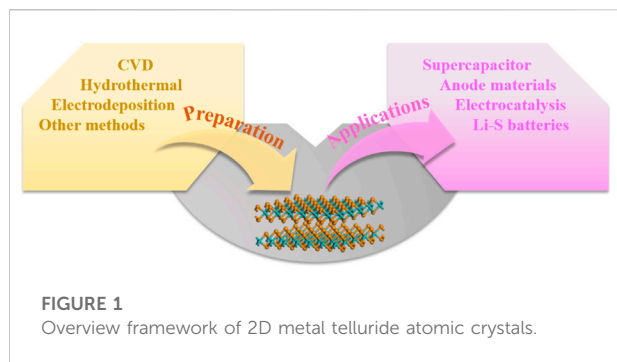 CVD
Hydrothermal
Electrodeposition
Other methods
Preparation
Applications
Supercapacitor
Anode materials
Electrocatalysis
Li-S batteries
FIGURE 1
Overview framework of 2D metal telluride atomic crystals.